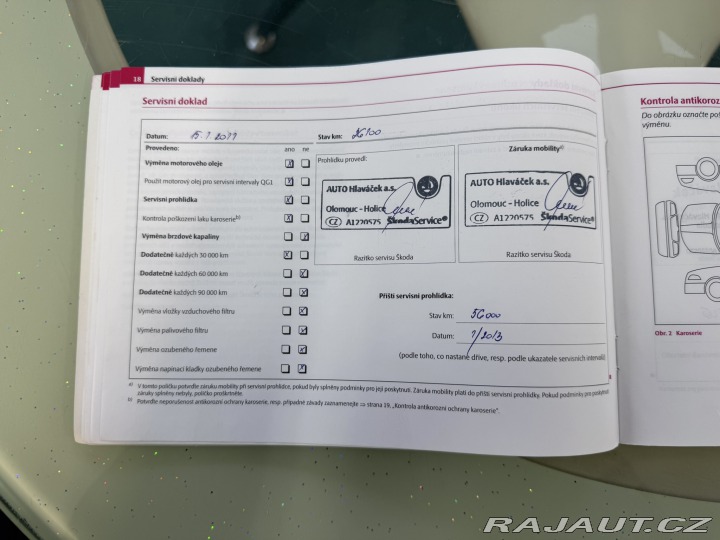 18 Servisní doklady
Servisní doklad
Datum: 15. 7 2011 Stav km: 26100
Provedeno: ano ne
Výměna motorového oleje
Použit motorový olej pro servisní intervaly QG1
Servisní prohlídka
Kontrola poškození laku karoserie b)
Výměna brzdové kapaliny
Dodatečně každých 30 000 km
Dodatečně každých 60 000 km
Dodatečně každých 90 000 km
Výměna vložky vzduchového filtru
Výměna palivového filtru
Výměna ozubeného řemene
Výměna napínací kladky ozubeného řemene
Prohlídku provedl:
AUTO Hlaváček a.s.
Olomouc - Holice
CZ A1220575 ŠkodaService®
Razítko servisu Škoda
Záruka mobility a)
AUTO Hlaváček a.s.
Olomouc - Holice
CZ A1220575 ŠkodaService®
Razítko servisu Škoda
Příští servisní prohlídka:
Stav km: 56000
Datum: 7/2013
(podle toho, co nastane dříve, resp. podle ukazatele servisních intervalů)
a) V tomto políčku potvrďte záruku mobility při servisní prohlídce, pokud byly splněny podmínky pro její poskytnutí. Záruka mobility platí do příští servisní prohlídky. Pokud podmínky pro poskytnutí
záruky splněny nebyly, políčko proškrtněte.
b) Potvrďte neporušenost antikorozní ochrany karoserie, resp. případné závady zaznamenejte ⇒ strana 19, „Kontrola antikorozní ochrany karoserie".
Kontrola antikoroz
Do obrázku označte
výměnu.
Obr. 2 Karoserie
RAJAUT.CZ